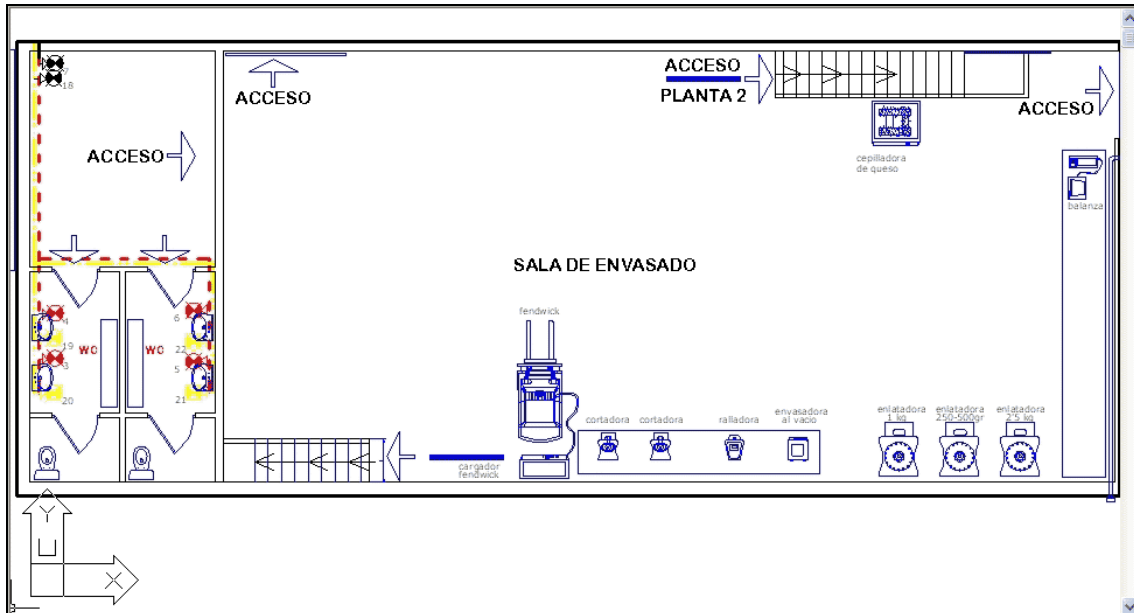 ACCESO
PLANTA 2
18
ACCESO
ACCESO
ACCESO
cepilladora
de queso
balanza
SALA DE ENVASADO
fendwick
4
6
19
22
WC
WC
3
5
20
21
cortadora
cortadora
ralladora
envasadora
al vacio
enlatadora
1 kg
enlatadora
250-500gr
enlatadora
2'5 kg
cargador
fendwick
Y
X